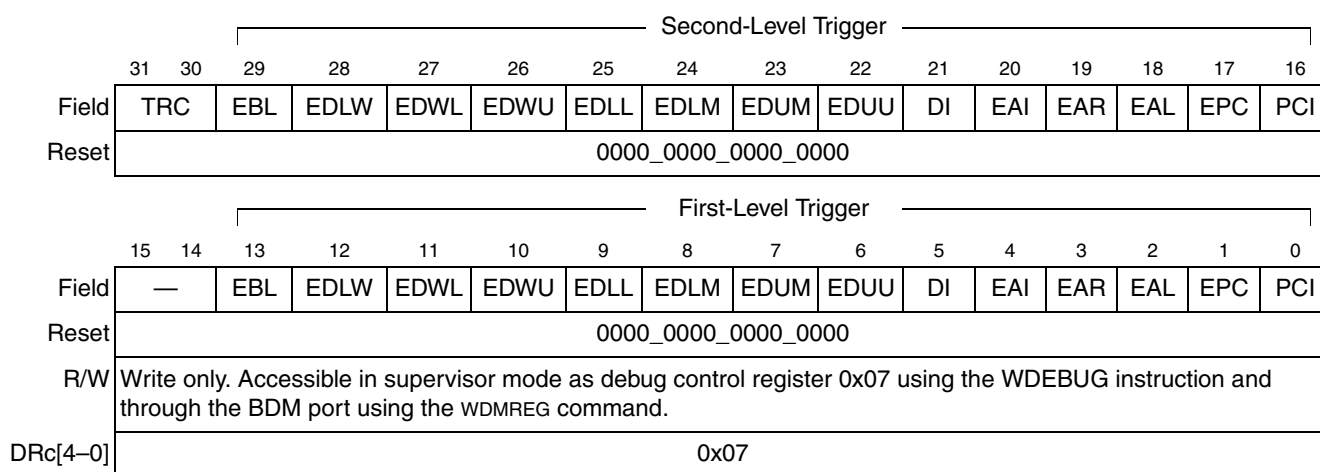 Second-Level Trigger
31 30 29 28 27 26 25 24 23 22 21 20 19 18 17 16
Field TRC EBL EDLW EDWL EDWU EDLL EDLM EDUM EDUU DI EAI EAR EAL EPC PCI
Reset 0000_0000_0000_0000
First-Level Trigger
15 14 13 12 11 10 9 8 7 6 5 4 3 2 1 0
Field — EBL EDLW EDWL EDWU EDLL EDLM EDUM EDUU DI EAI EAR EAL EPC PCI
Reset 0000_0000_0000_0000
R/W Write only. Accessible in supervisor mode as debug control register 0x07 using the WDEBUG instruction and
through the BDM port using the WDMREG command.
DRc[4–0] 0x07